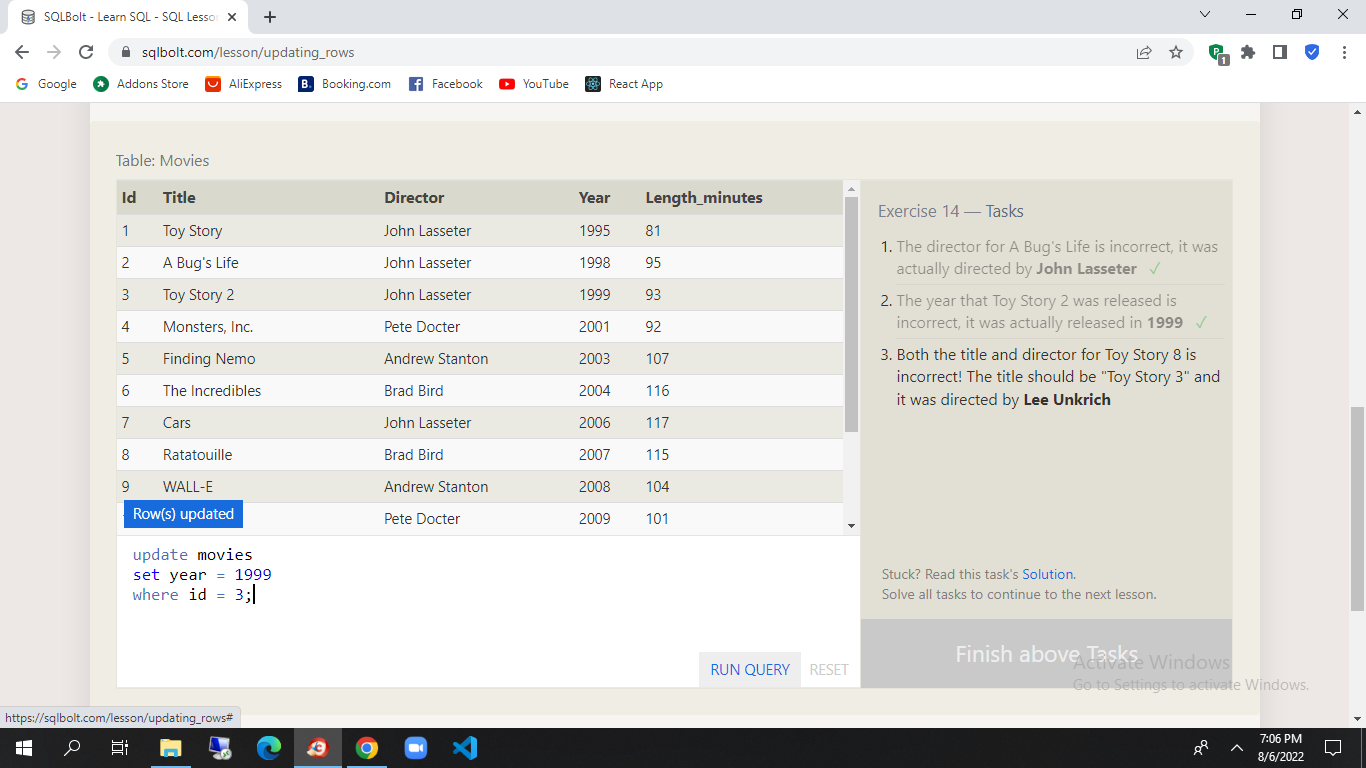 SQLBolt - Learn SQL - SQL Lesson
sqlbolt.com/lesson/updating_rows
1
Google Addons Store AliExpress B. Booking.com Facebook YouTube React App
Table: Movies
Id Title Director Year Length_minutes
1 Toy Story John Lasseter 1995 81
2 A Bug's Life John Lasseter 1998 95
3 Toy Story 2 John Lasseter 1999 93
4 Monsters, Inc. Pete Docter 2001 92
5 Finding Nemo Andrew Stanton 2003 107
6 The Incredibles Brad Bird 2004 116
7 Cars John Lasseter 2006 117
8 Ratatouille Brad Bird 2007 115
9 WALL-E Andrew Stanton 2008 104
Pete Docter 2009 101
Row(s) updated
update movies
set year = 1999
where id = 3;
RUN QUERY RESET
Exercise 14 — Tasks
1. The director for A Bug's Life is incorrect, it was
actually directed by John Lasseter ✓
2. The year that Toy Story 2 was released is
incorrect, it was actually released in 1999 ✓
3. Both the title and director for Toy Story 8 is
incorrect! The title should be "Toy Story 3" and
it was directed by Lee Unkrich
Stuck? Read this task's Solution.
Solve all tasks to continue to the next lesson.
Finish above Tasks
Activate Windows
Go to Settings to activate Windows.
https://sqlbolt.com/lesson/updating_rows#
7:06 PM
8/6/2022